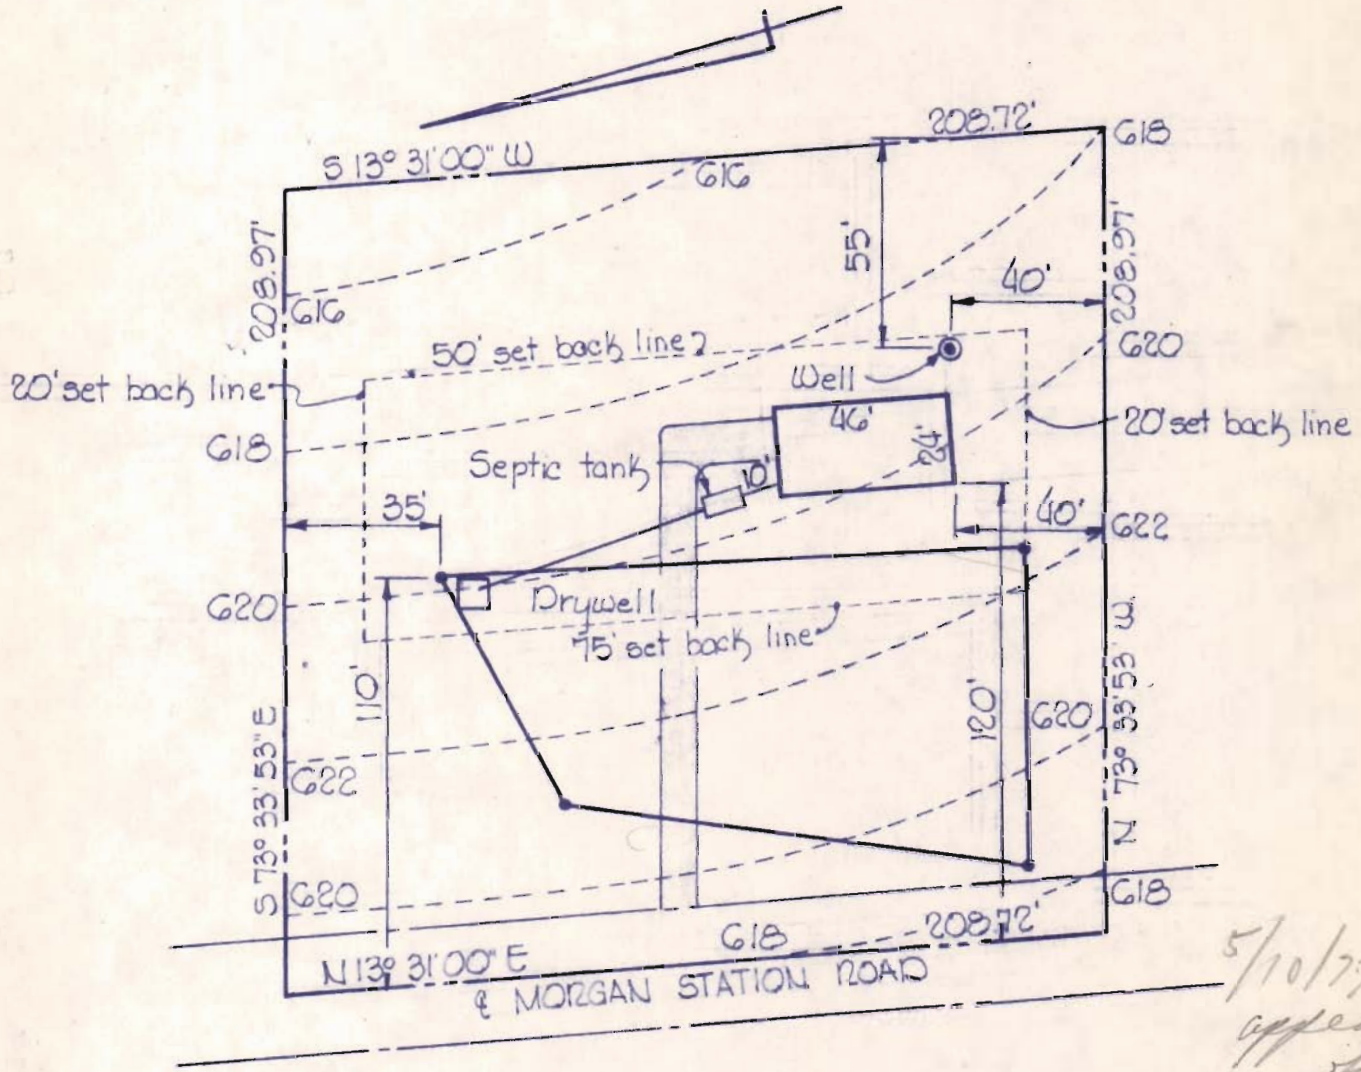 208.72'
618
S 13° 31' 00" W
616
208.97'
55'
40'
208.97'
616
620
50' set back line
20' set back line
Well
46'
24'
20' set back line
618
Septic tank
10'
35'
40'
622
620
Drywell
75' set back line
110'
120'
S 73° 33' 53" E
N 73° 33' 53" W
620
622
620
618
618
208.72'
N 13° 31' 00" E
℄ MORGAN STATION ROAD